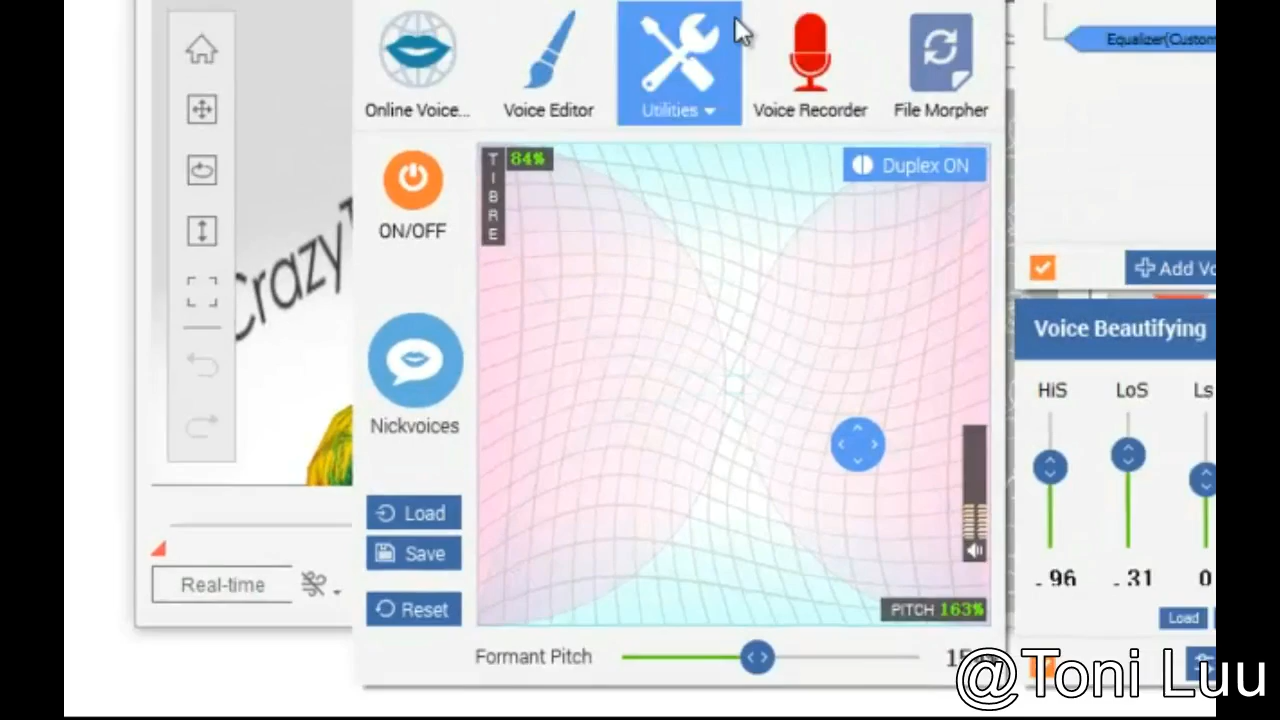 Online Voice...
Voice Editor
Utilities
Voice Recorder
File Morpher
Equalizer{Custom
TIBRE
84%
Duplex ON
ON/OFF
Crazy
Nickvoices
Add Vo
Voice Beautifying
HiS
LoS
Ls
- 96
- 31
0
Load
Save
Reset
Load
Real-time
PITCH 163%
Formant Pitch
@Toni Luu